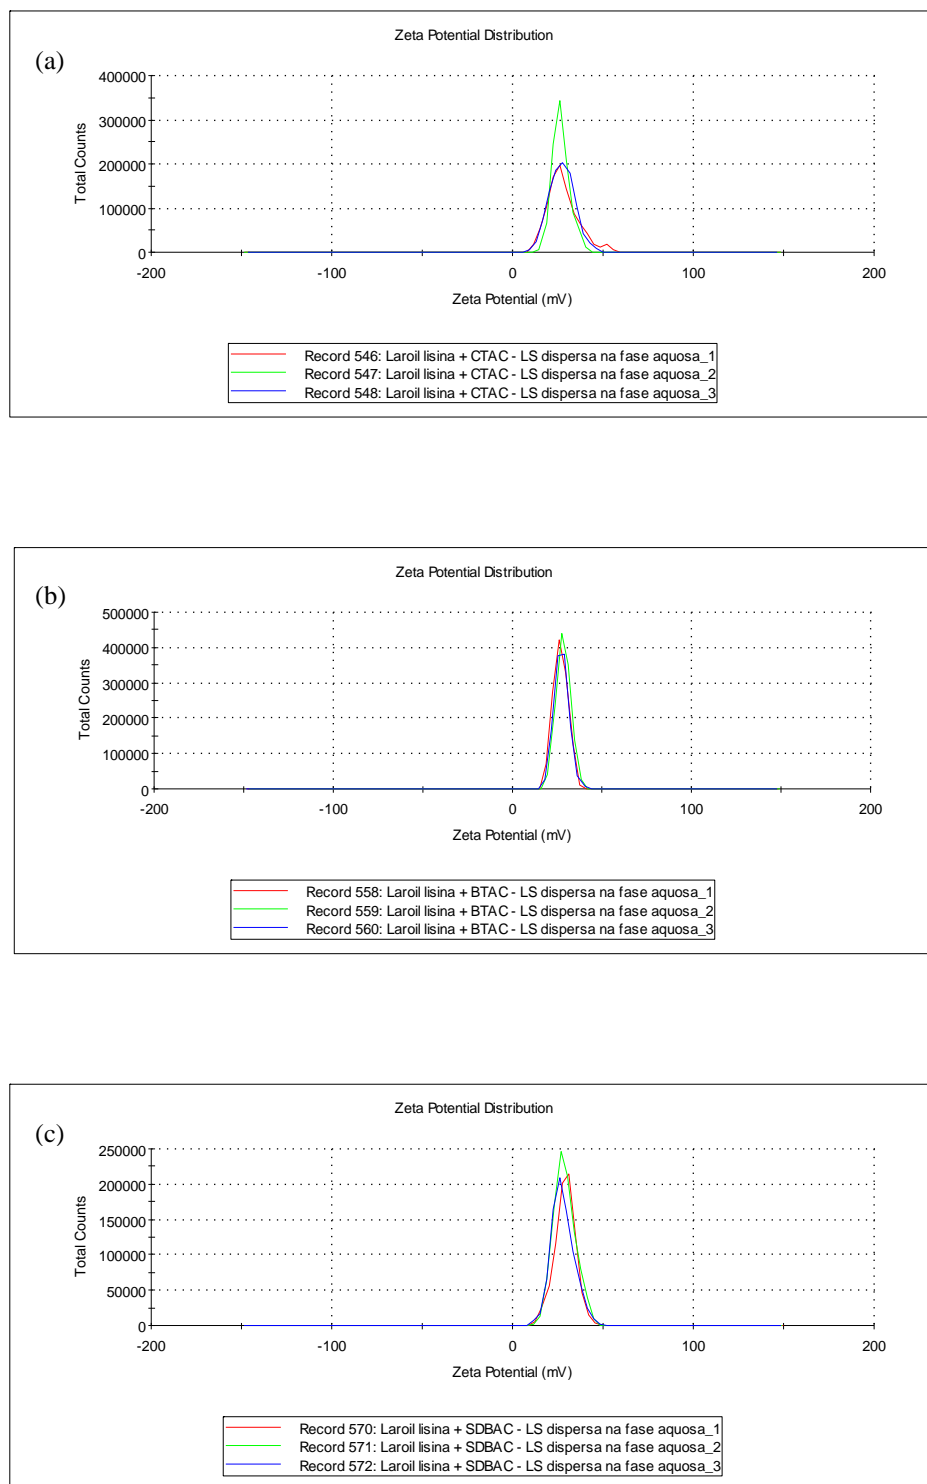 Zeta Potential Distribution
(a)
400000
300000
200000
100000
0
Total Counts
-200 -100 0 100 200
Zeta Potential (mV)
Record 546: Laroil lisina + CTAC - LS dispersa na fase aquosa_1
Record 547: Laroil lisina + CTAC - LS dispersa na fase aquosa_2
Record 548: Laroil lisina + CTAC - LS dispersa na fase aquosa_3
Zeta Potential Distribution
(b)
500000
400000
300000
200000
100000
0
Total Counts
-200 -100 0 100 200
Zeta Potential (mV)
Record 558: Laroil lisina + BTAC - LS dispersa na fase aquosa_1
Record 559: Laroil lisina + BTAC - LS dispersa na fase aquosa_2
Record 560: Laroil lisina + BTAC - LS dispersa na fase aquosa_3
Zeta Potential Distribution
(c)
250000
200000
150000
100000
50000
0
Total Counts
-200 -100 0 100 200
Zeta Potential (mV)
Record 570: Laroil lisina + SDBAC - LS dispersa na fase aquosa_1
Record 571: Laroil lisina + SDBAC - LS dispersa na fase aquosa_2
Record 572: Laroil lisina + SDBAC - LS dispersa na fase aquosa_3